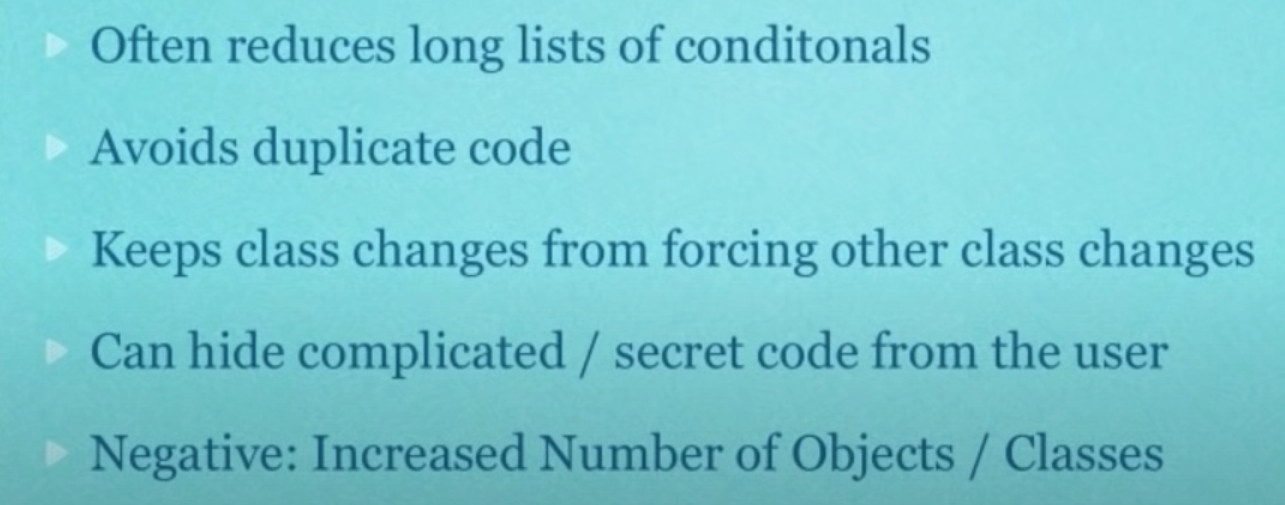 Often reduces long lists of conditonals
Avoids duplicate code
Keeps class changes from forcing other class changes
Can hide complicated / secret code from the user
Negative: Increased Number of Objects / Classes